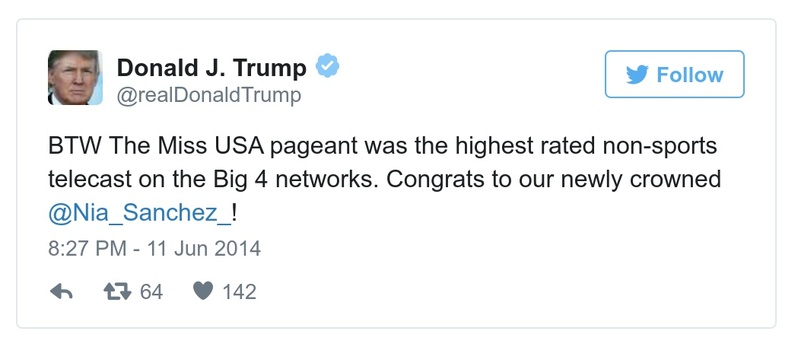 Donald J. Trump
Follow
@realDonaldTrump
BTW The Miss USA pageant was the highest rated non-sports
telecast on the Big 4 networks. Congrats to our newly crowned
@Nia_Sanchez_!
8:27 PM - 11 Jun 2014
64 142